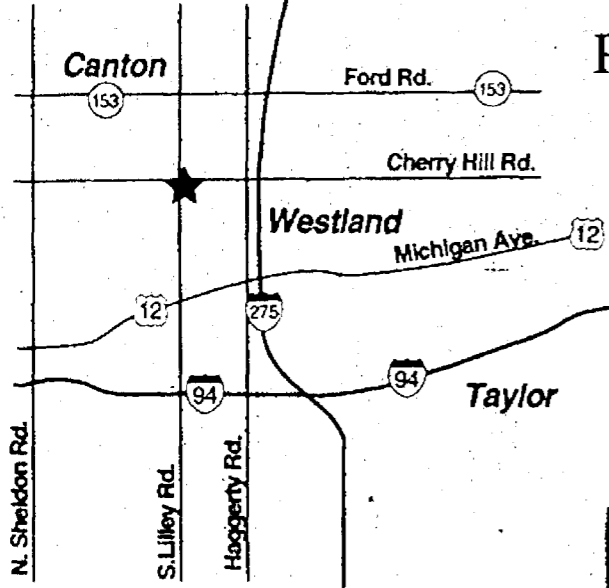 Canton
Ford Rd.
153
153
Cherry Hill Rd.
Westland
Michigan Ave.
12
12
275
94
94
Taylor
N. Sheldon Rd.
S.Lilley Rd.
Haggerty Rd.